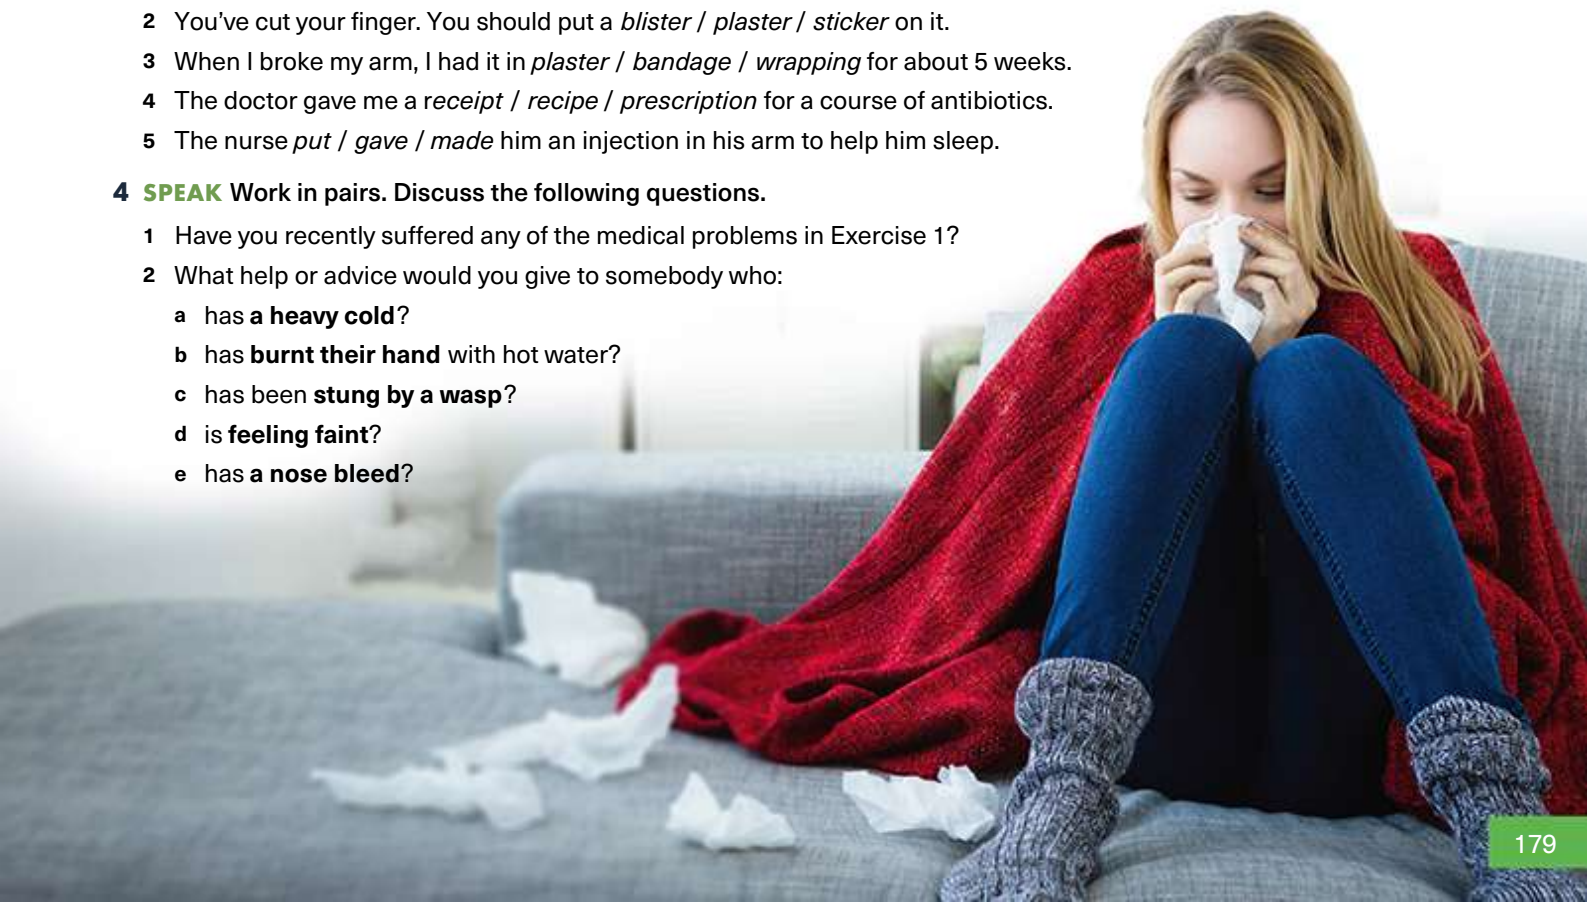 2 You've cut your finger. You should put a blister / plaster / sticker on it.
3 When I broke my arm, I had it in plaster / bandage / wrapping for about 5 weeks.
4 The doctor gave me a receipt / recipe / prescription for a course of antibiotics.
5 The nurse put / gave / made him an injection in his arm to help him sleep.
4 SPEAK Work in pairs. Discuss the following questions.
1 Have you recently suffered any of the medical problems in Exercise 1?
2 What help or advice would you give to somebody who:
a has a heavy cold?
b has burnt their hand with hot water?
c has been stung by a wasp?
d is feeling faint?
e has a nose bleed?
179